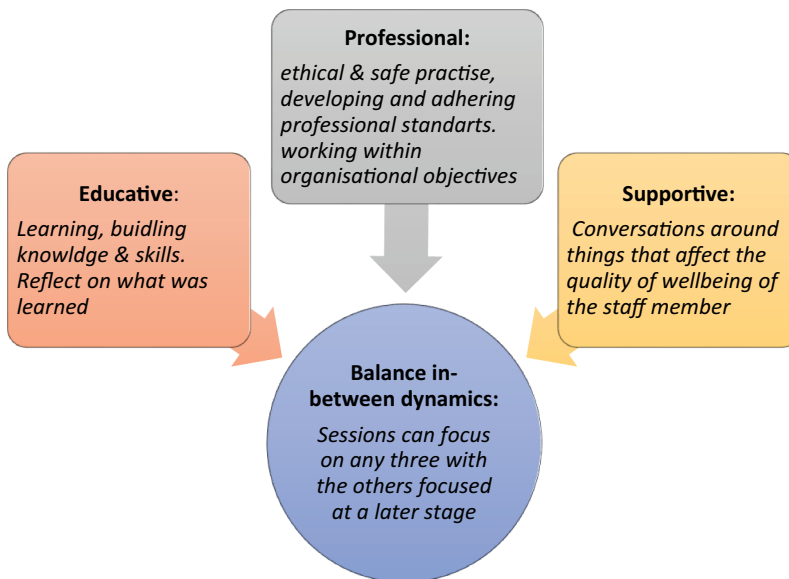 Professional:
ethical & safe practise,
developing and adhering
professional standarts.
working within
organisational objectives
Educative:
Learning, buidling
knowldge & skills.
Reflect on what was
learned
Supportive:
Conversations around
things that affect the
quality of wellbeing of
the staff member
Balance in-
between dynamics:
Sessions can focus
on any three with
the others focused
at a later stage